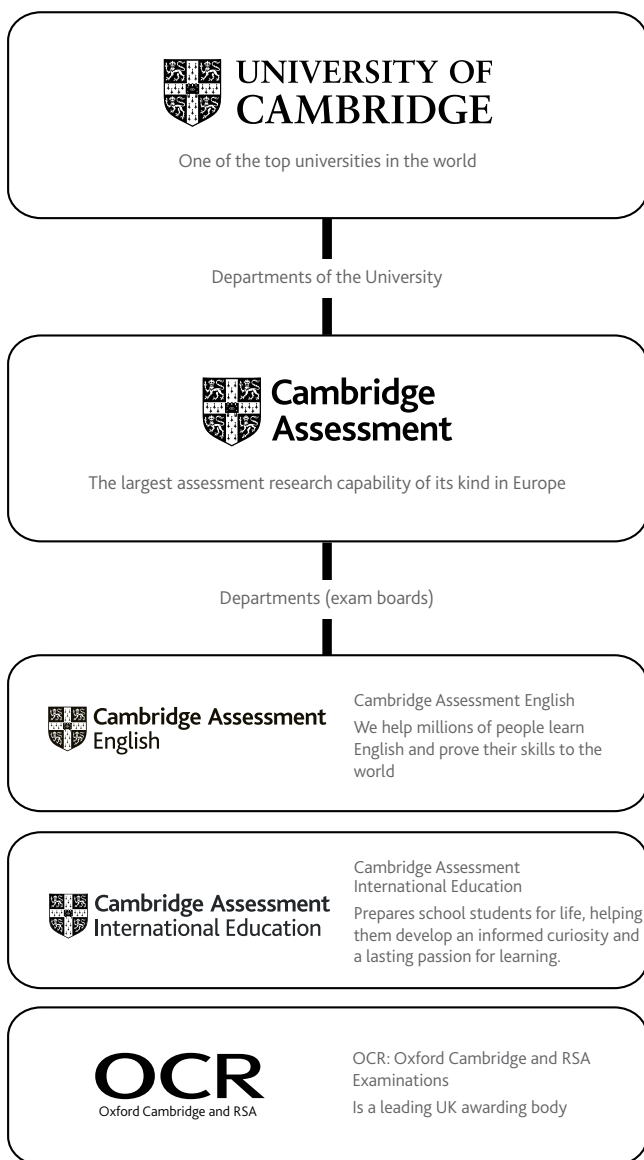 UNIVERSITY OF
CAMBRIDGE
One of the top universities in the world
Departments of the University
Cambridge
Assessment
The largest assessment research capability of its kind in Europe
Departments (exam boards)
Cambridge Assessment
English
Cambridge Assessment English
We help millions of people learn
English and prove their skills to the
world
Cambridge Assessment
International Education
Cambridge Assessment
International Education
Prepares school students for life, helping
them develop an informed curiosity and
a lasting passion for learning.
OCR
Oxford Cambridge and RSA
OCR: Oxford Cambridge and RSA
Examinations
Is a leading UK awarding body